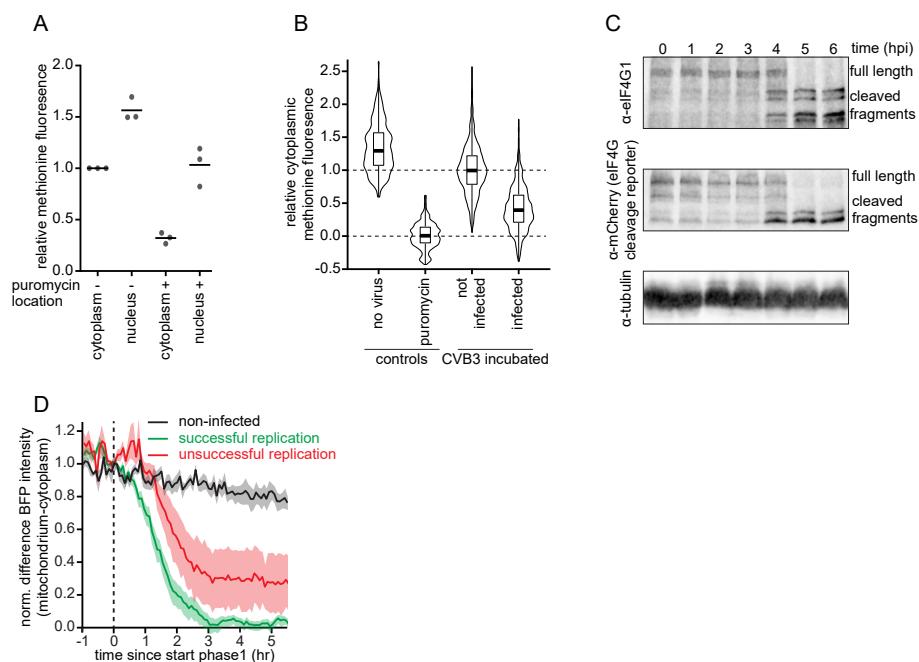 A
relative methionine fluoresence
2.0
1.5
1.0
0.5
0.0
puromycin
location
cytoplasm -
nucleus -
cytoplasm +
nucleus +
B
relative cytoplasmic
methionine fluoresence
2.5
2.0
1.5
1.0
0.5
0.0
-0.5
no virus
puromycin
not
infected
infected
controls
CVB3 incubated
C
0 1 2 3 4 5 6 time (hpi)
α-eIF4G1
full length
cleaved
fragments
α-mCherry (eIF4G
cleavage reporter)
full length
cleaved
fragments
α-tubulin
D
norm. difference BFP intensity
(mitochondrium-cytoplasm)
1.2
1.0
0.8
0.6
0.4
0.2
0.0
non-infected
successful replication
unsuccessful replication
-1 0 1 2 3 4 5
time since start phase1 (hr)